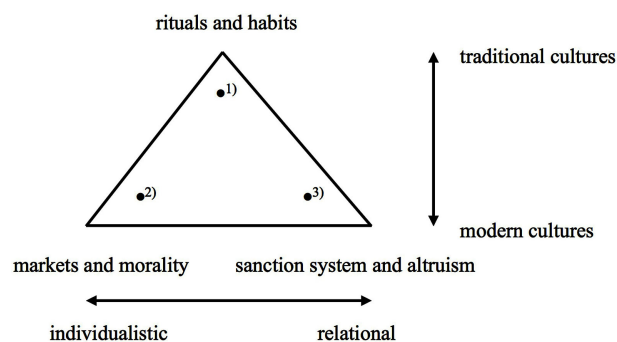 rituals and habits
traditional cultures
1)
2)
3)
modern cultures
markets and morality
sanction system and altruism
individualistic
relational